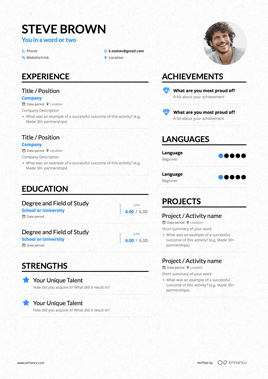 STEVE BROWN
You in a word or two
Phone
Website/Link
Location
EXPERIENCE
Title / Position
Company
Date period Location
Company Description
• What was an example of a successful outcome of this activity? (e.g. Made 30+ partnerships)
Title / Position
Company
Date period Location
Company Description
• What was an example of a successful outcome of this activity? (e.g. Made 30+ partnerships)
EDUCATION
Degree and Field of Study
School or University
Date period
GPA
6.00 / 6.00
Degree and Field of Study
School or University
Date period
GPA
6.00 / 6.00
STRENGTHS
Your Unique Talent
How did you acquire it? What did it result in?
Your Unique Talent
How did you acquire it? What did it result in?
ACHIEVEMENTS
What are you most proud of?
A bit about your achievement
What are you most proud of?
A bit about your achievement
LANGUAGES
Language
Beginner
Language
Beginner
PROJECTS
Project / Activity name
Date period Location
Short summary of your work
• What was an example of a successful outcome of this activity? (e.g. Made 30+ partnerships)
Project / Activity name
Date period Location
Short summary of your work
• What was an example of a successful outcome of this activity? (e.g. Made 30+ partnerships)
www.enhancv.com
Enhancv